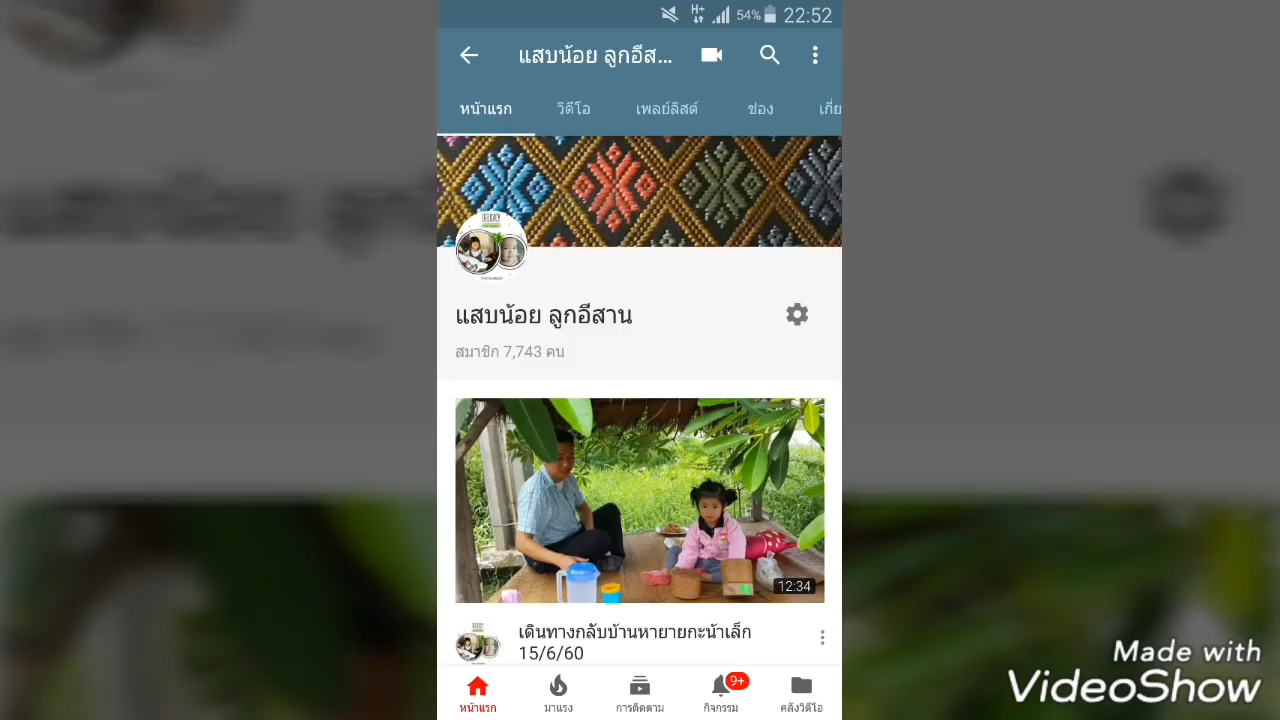 54% 22:52
แสบน้อย ลูกอีส...
หน้าแรก วิดีโอ เพลย์ลิสต์ ช่อง เกี่ย
แสบน้อย ลูกอีสาน
สมาชิก 7,743 คน
12:34
เดินทางกลับบ้านหายายกะน้าเล็ก
15/6/60
9+
หน้าแรก มาแรง การติดตาม กิจกรรม คลังวิดีโอ
Made with
VideoShow